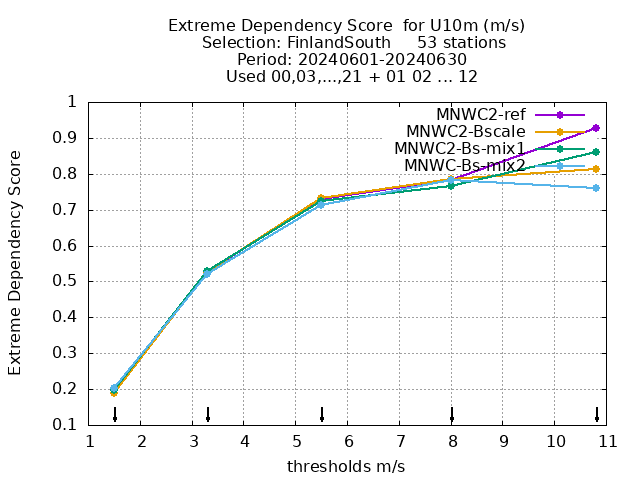 Extreme Dependency Score  for U10m (m/s)
Selection: FinlandSouth     53 stations
Period: 20240601-20240630
Used 00,03,...,21 + 01 02 ... 12
MNWC2-ref
MNWC2-Bscale
MNWC2-Bs-mix1
MNWC-Bs-mix2
Extreme Dependency Score
1
0.9
0.8
0.7
0.6
0.5
0.4
0.3
0.2
0.1
1 2 3 4 5 6 7 8 9 10 11
thresholds m/s